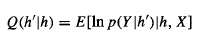 Q(h'|h) = E[ln p(Y|h')|h, X]